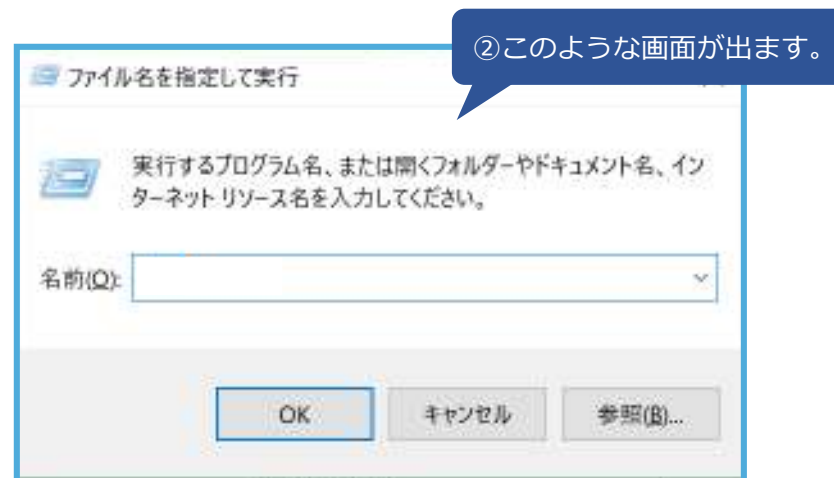 ②このような画面が出ます。
ファイル名を指定して実行
実行するプログラム名、または開くフォルダーやドキュメント名、イン
ターネット リソース名を入力してください。
名前(O):
OK
キャンセル
参照(B)...